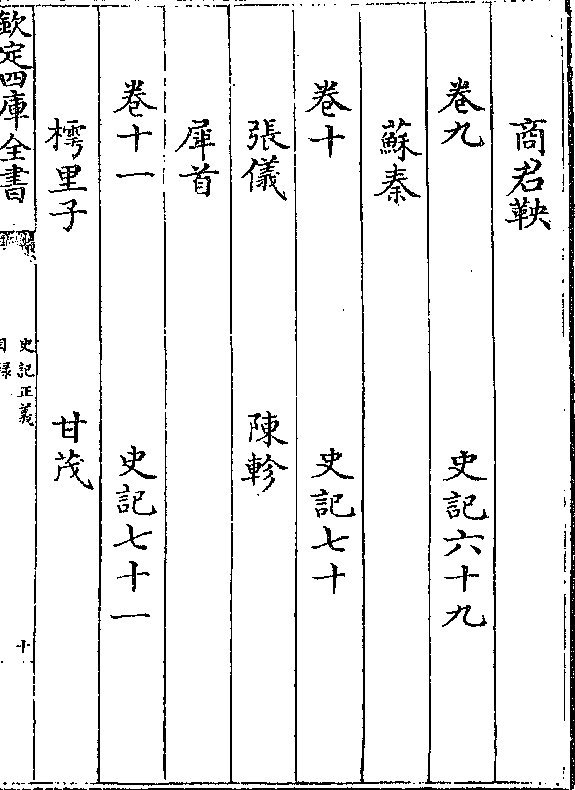 商君鞅
卷九 史記六十九
蘇秦
卷十 史記七十
張儀 陳軫
犀首
卷十一 史記七十一
樗里子 甘茂
欽定四庫全書
史記正義
目録
十